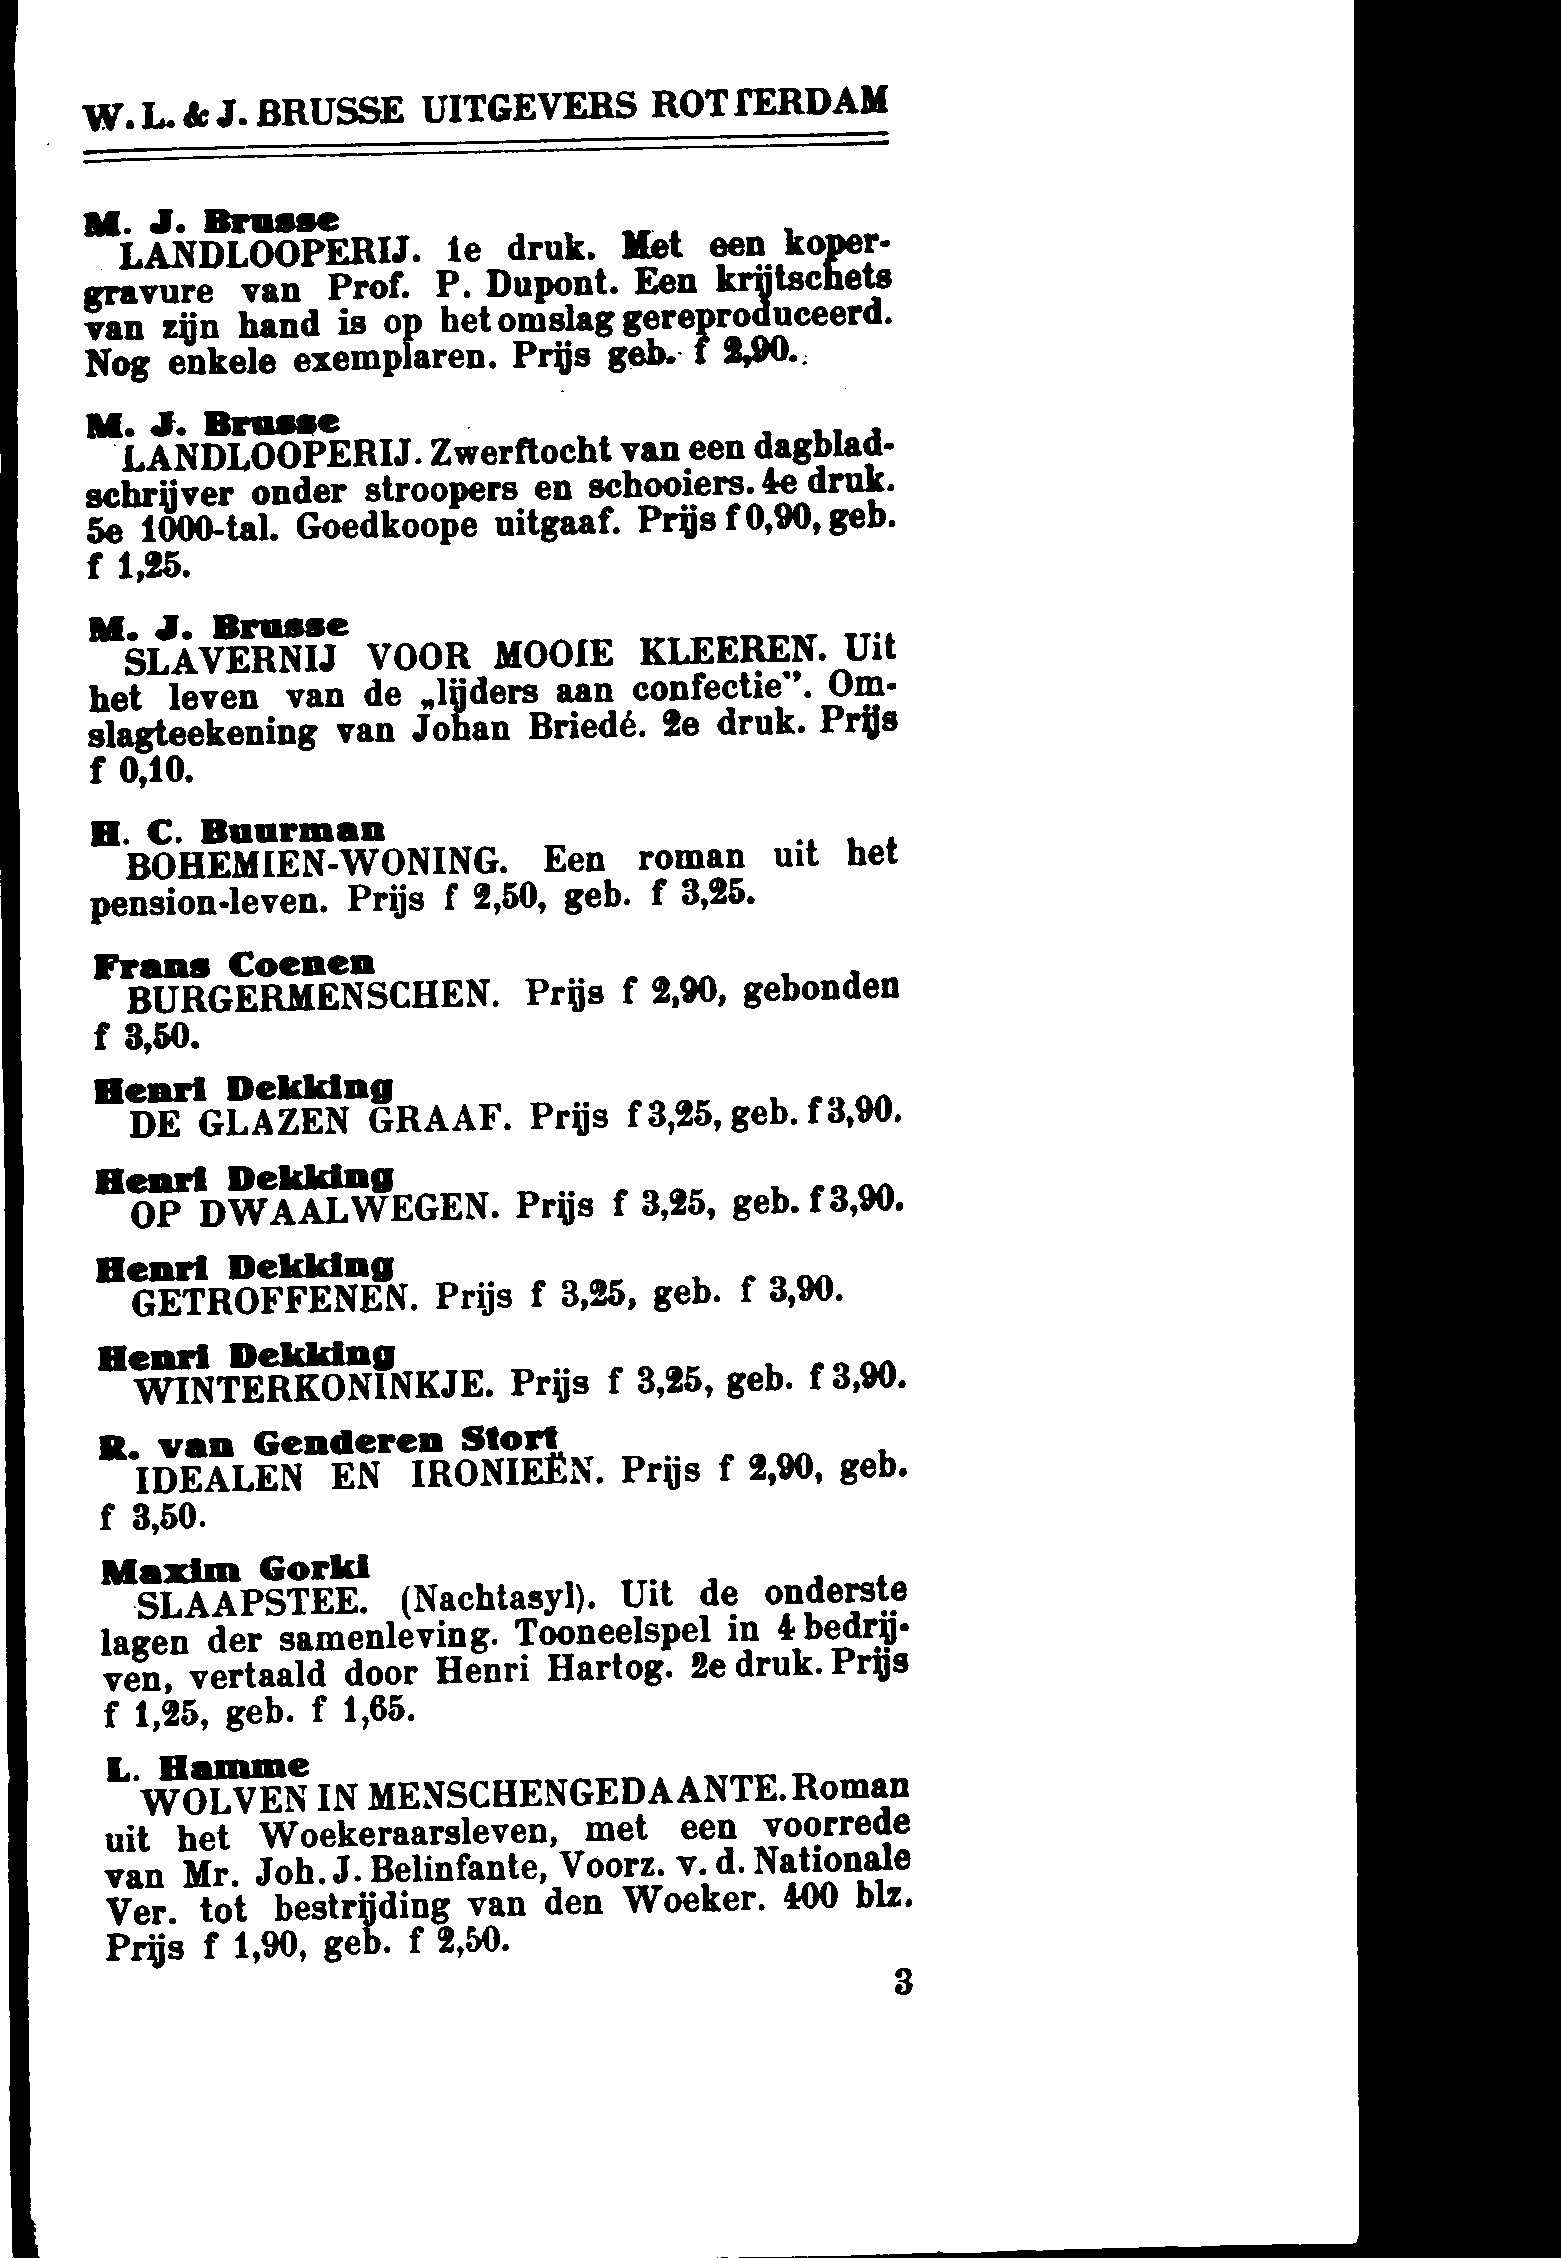 W. L. & J. BRUSSE UITGEVERS ROTTERDAM
M. J. Brusse
LANDLOOPERIJ. 1e druk. Met een koper-
gravure van Prof. P. Dupont. Een krijtschets
van zijn hand is op het omslag gereproduceerd.
Nog enkele exemplaren. Prijs geb. f 2,90.
M. J. Brusse
LANDLOOPERIJ. Zwerftocht van een dagblad-
schrijver onder stroopers en schooiers. 4e druk.
5e 1000-tal. Goedkoope uitgaaf. Prijs f 0,90, geb.
f 1,25.
M. J. Brusse
SLAVERNIJ VOOR MOOIE KLEEREN. Uit
het leven van de „lijders aan confectie”. Om-
slagteekening van Johan Briedé. 2e druk. Prijs
f 0,10.
H. C. Buurman
BOHEMIEN-WONING. Een roman uit het
pension-leven. Prijs f 2,50, geb. f 3,25.
Frans Coenen
BURGERMENSCHEN. Prijs f 2,90, gebonden
f 3,50.
Henri Dekking
DE GLAZEN GRAAF. Prijs f 3,25, geb. f 3,90.
Henri Dekking
OP DWAALWEGEN. Prijs f 3,25, geb. f 3,90.
Henri Dekking
GETROFFENEN. Prijs f 3,25, geb. f 3,90.
Henri Dekking
WINTERKONINKJE. Prijs f 3,25, geb. f 3,90.
R. van Genderen Stort
IDEALEN EN IRONIEËN. Prijs f 2,90, geb.
f 3,50.
Maxim Gorki
SLAAPSTEE. (Nachtasyl). Uit de onderste
lagen der samenleving. Tooneelspel in 4 bedrij-
ven, vertaald door Henri Hartog. 2e druk. Prijs
f 1,25, geb. f 1,65.
L. Hamme
WOLVEN IN MENSCHENGEDAANTE. Roman
uit het Woekeraarsleven, met een voorrede
van Mr. Joh. J. Belinfante, Voorz. v. d. Nationale
Ver. tot bestrijding van den Woeker. 400 blz.
Prijs f 1,90, geb. f 2,50.
3